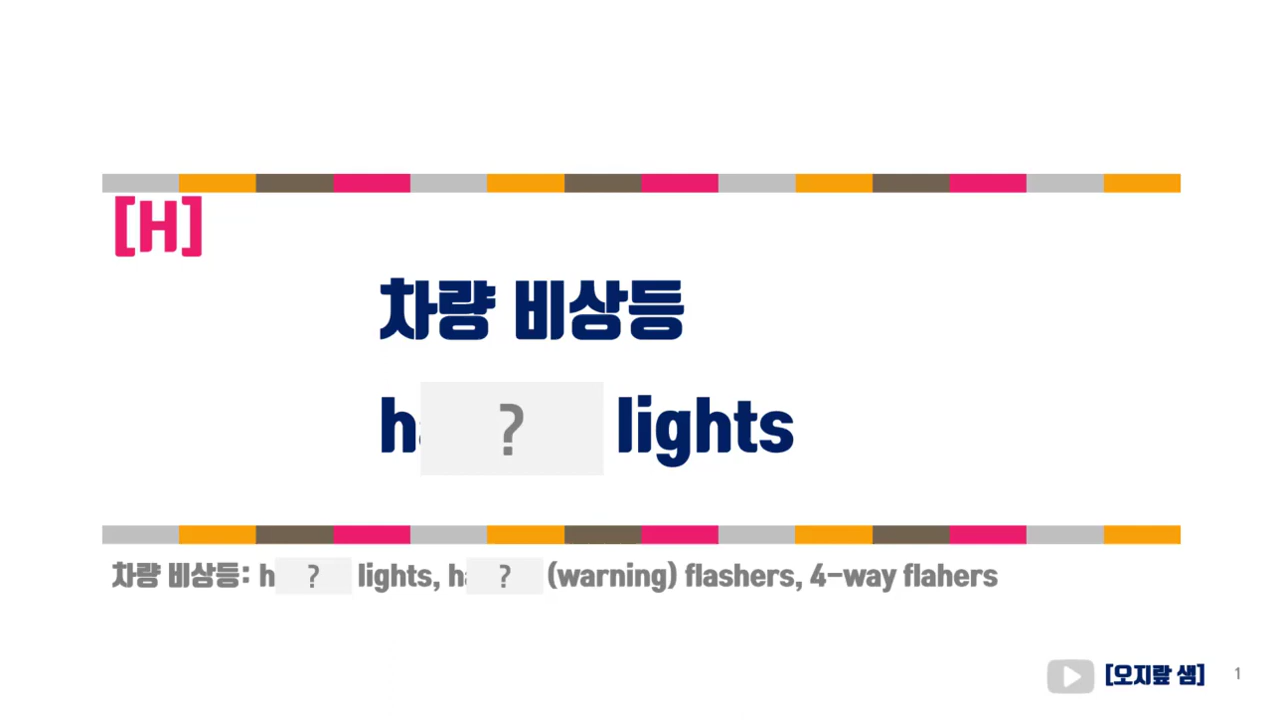 [H]
차량 비상등
h ? lights
차량 비상등: h ? lights, ha ? (warning) flashers, 4-way flahers
[오지랖 샘] 1